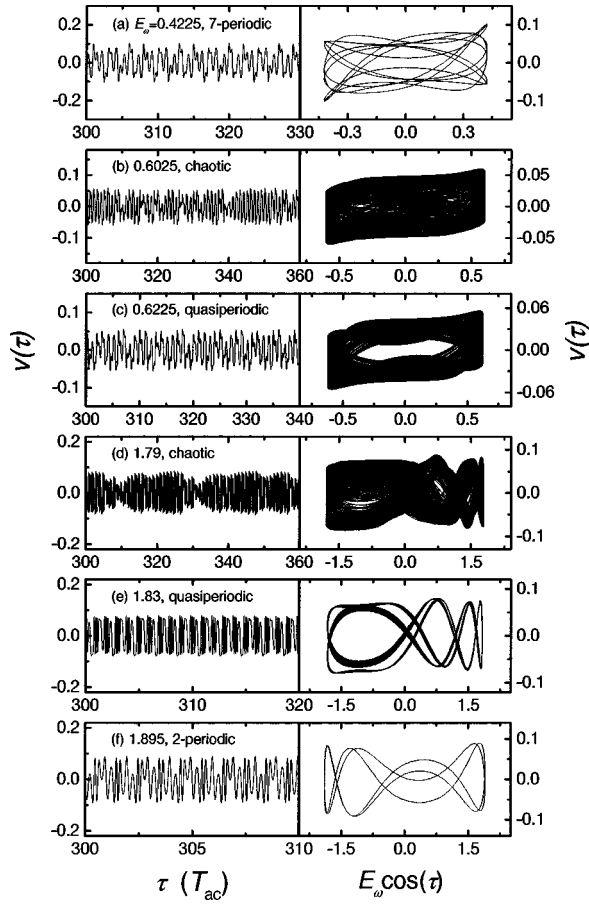 (a) E_ω=0.4225, 7-periodic
0.2
0.0
-0.2
0.1
0.0
-0.1
300 310 320 330 -0.3 0.0 0.3
(b) 0.6025, chaotic
0.1
0.0
-0.1
0.05
0.00
-0.05
300 320 340 360 -0.5 0.0 0.5
(c) 0.6225, quasiperiodic
0.1
0.0
-0.1
0.06
0.00
-0.06
300 310 320 330 340 -0.5 0.0 0.5
v(τ)
v(τ)
(d) 1.79, chaotic
0.2
0.0
-0.2
0.1
0.0
-0.1
300 320 340 360 -1.5 0.0 1.5
(e) 1.83, quasiperiodic
0.2
0.0
-0.2
0.1
0.0
-0.1
300 305 310 315 320 -1.5 0.0 1.5
(f) 1.895, 2-periodic
0.2
0.0
-0.2
0.1
0.0
-0.1
300 305 310 -1.5 0.0 1.5
τ (T_ac) E_ω cos(τ)